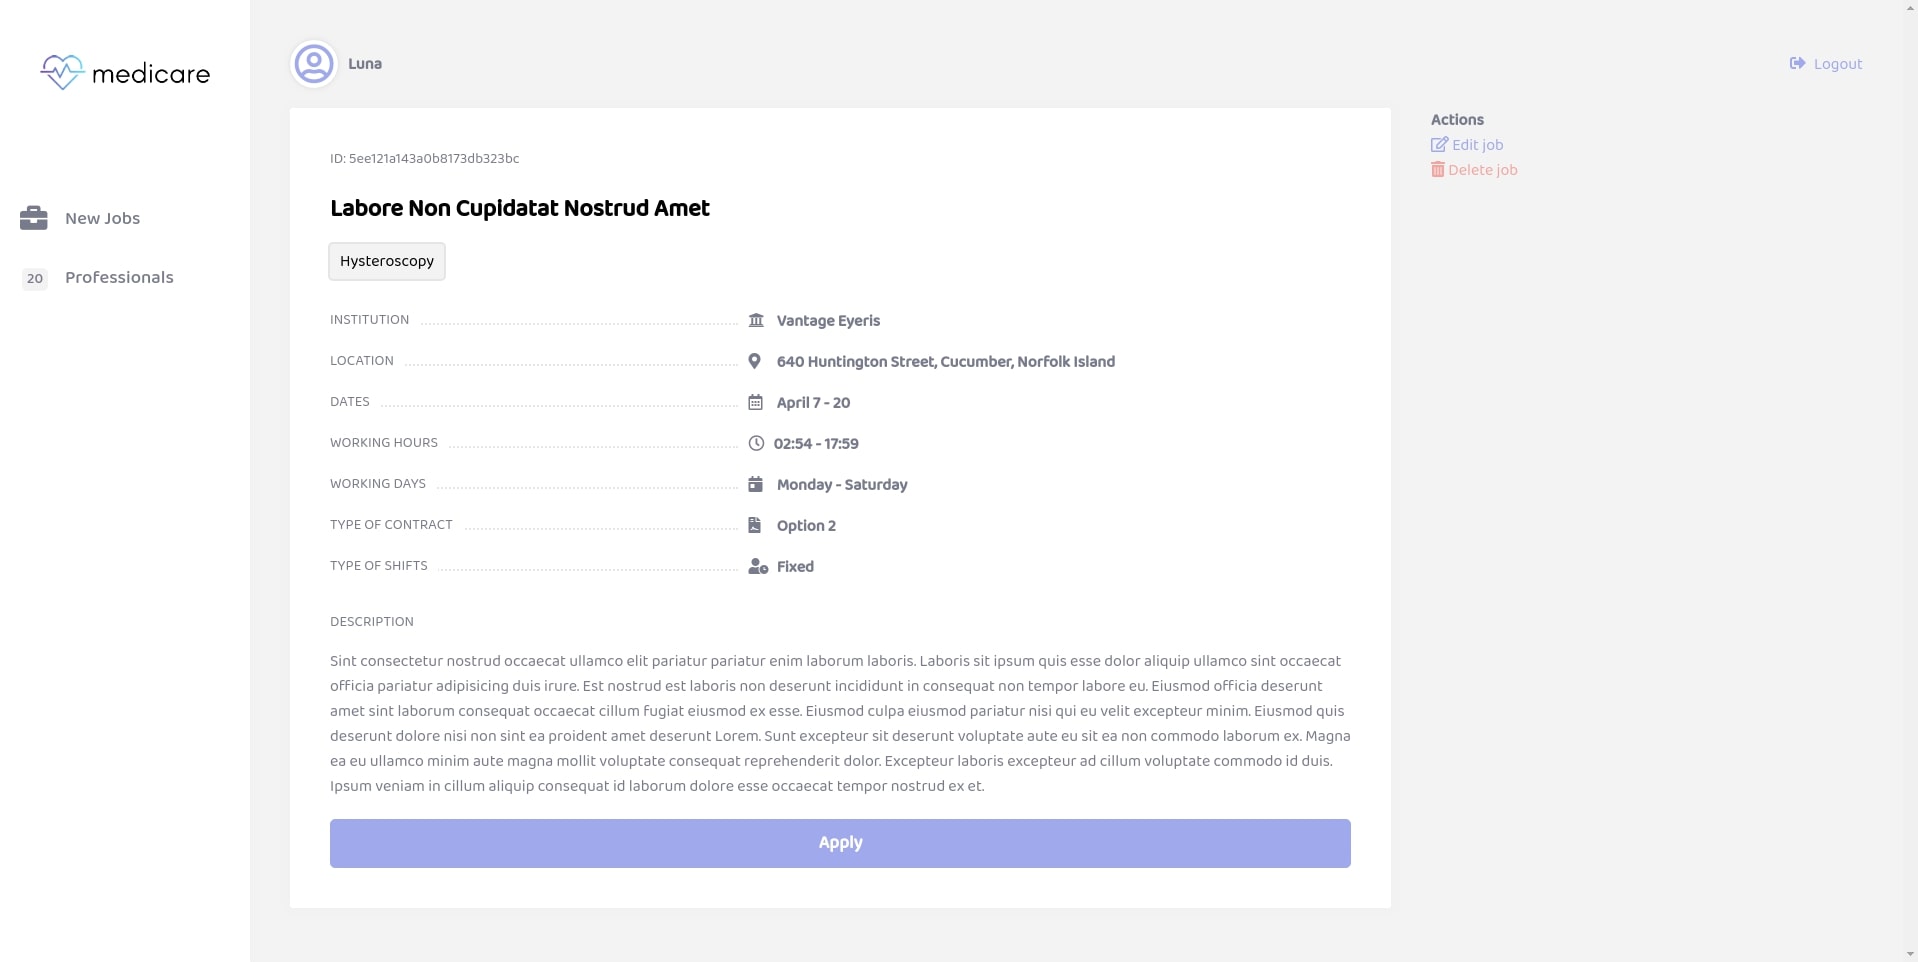 medicare
Luna
Logout
New Jobs
20 Professionals
ID: 5ee121a143a0b8173db323bc
Labore Non Cupidatat Nostrud Amet
Hysteroscopy
INSTITUTION Vantage Eyeris
LOCATION 640 Huntington Street, Cucumber, Norfolk Island
DATES April 7 - 20
WORKING HOURS 02:54 - 17:59
WORKING DAYS Monday - Saturday
TYPE OF CONTRACT Option 2
TYPE OF SHIFTS Fixed
DESCRIPTION
Sint consectetur nostrud occaecat ullamco elit pariatur pariatur enim laborum laboris. Laboris sit ipsum quis esse dolor aliquip ullamco sint occaecat
officia pariatur adipisicing duis irure. Est nostrud est laboris non deserunt incididunt in consequat non tempor labore eu. Eiusmod officia deserunt
amet sint laborum consequat occaecat cillum fugiat eiusmod ex esse. Eiusmod culpa eiusmod pariatur nisi qui eu velit excepteur minim. Eiusmod quis
deserunt dolore nisi non sint ea proident amet deserunt Lorem. Sunt excepteur sit deserunt voluptate aute eu sit ea non commodo laborum ex. Magna
ea eu ullamco minim aute magna mollit voluptate consequat reprehenderit dolor. Excepteur laboris excepteur ad cillum voluptate commodo id duis.
Ipsum veniam in cillum aliquip consequat id laborum dolore esse occaecat tempor nostrud ex et.
Apply
Actions
Edit job
Delete job